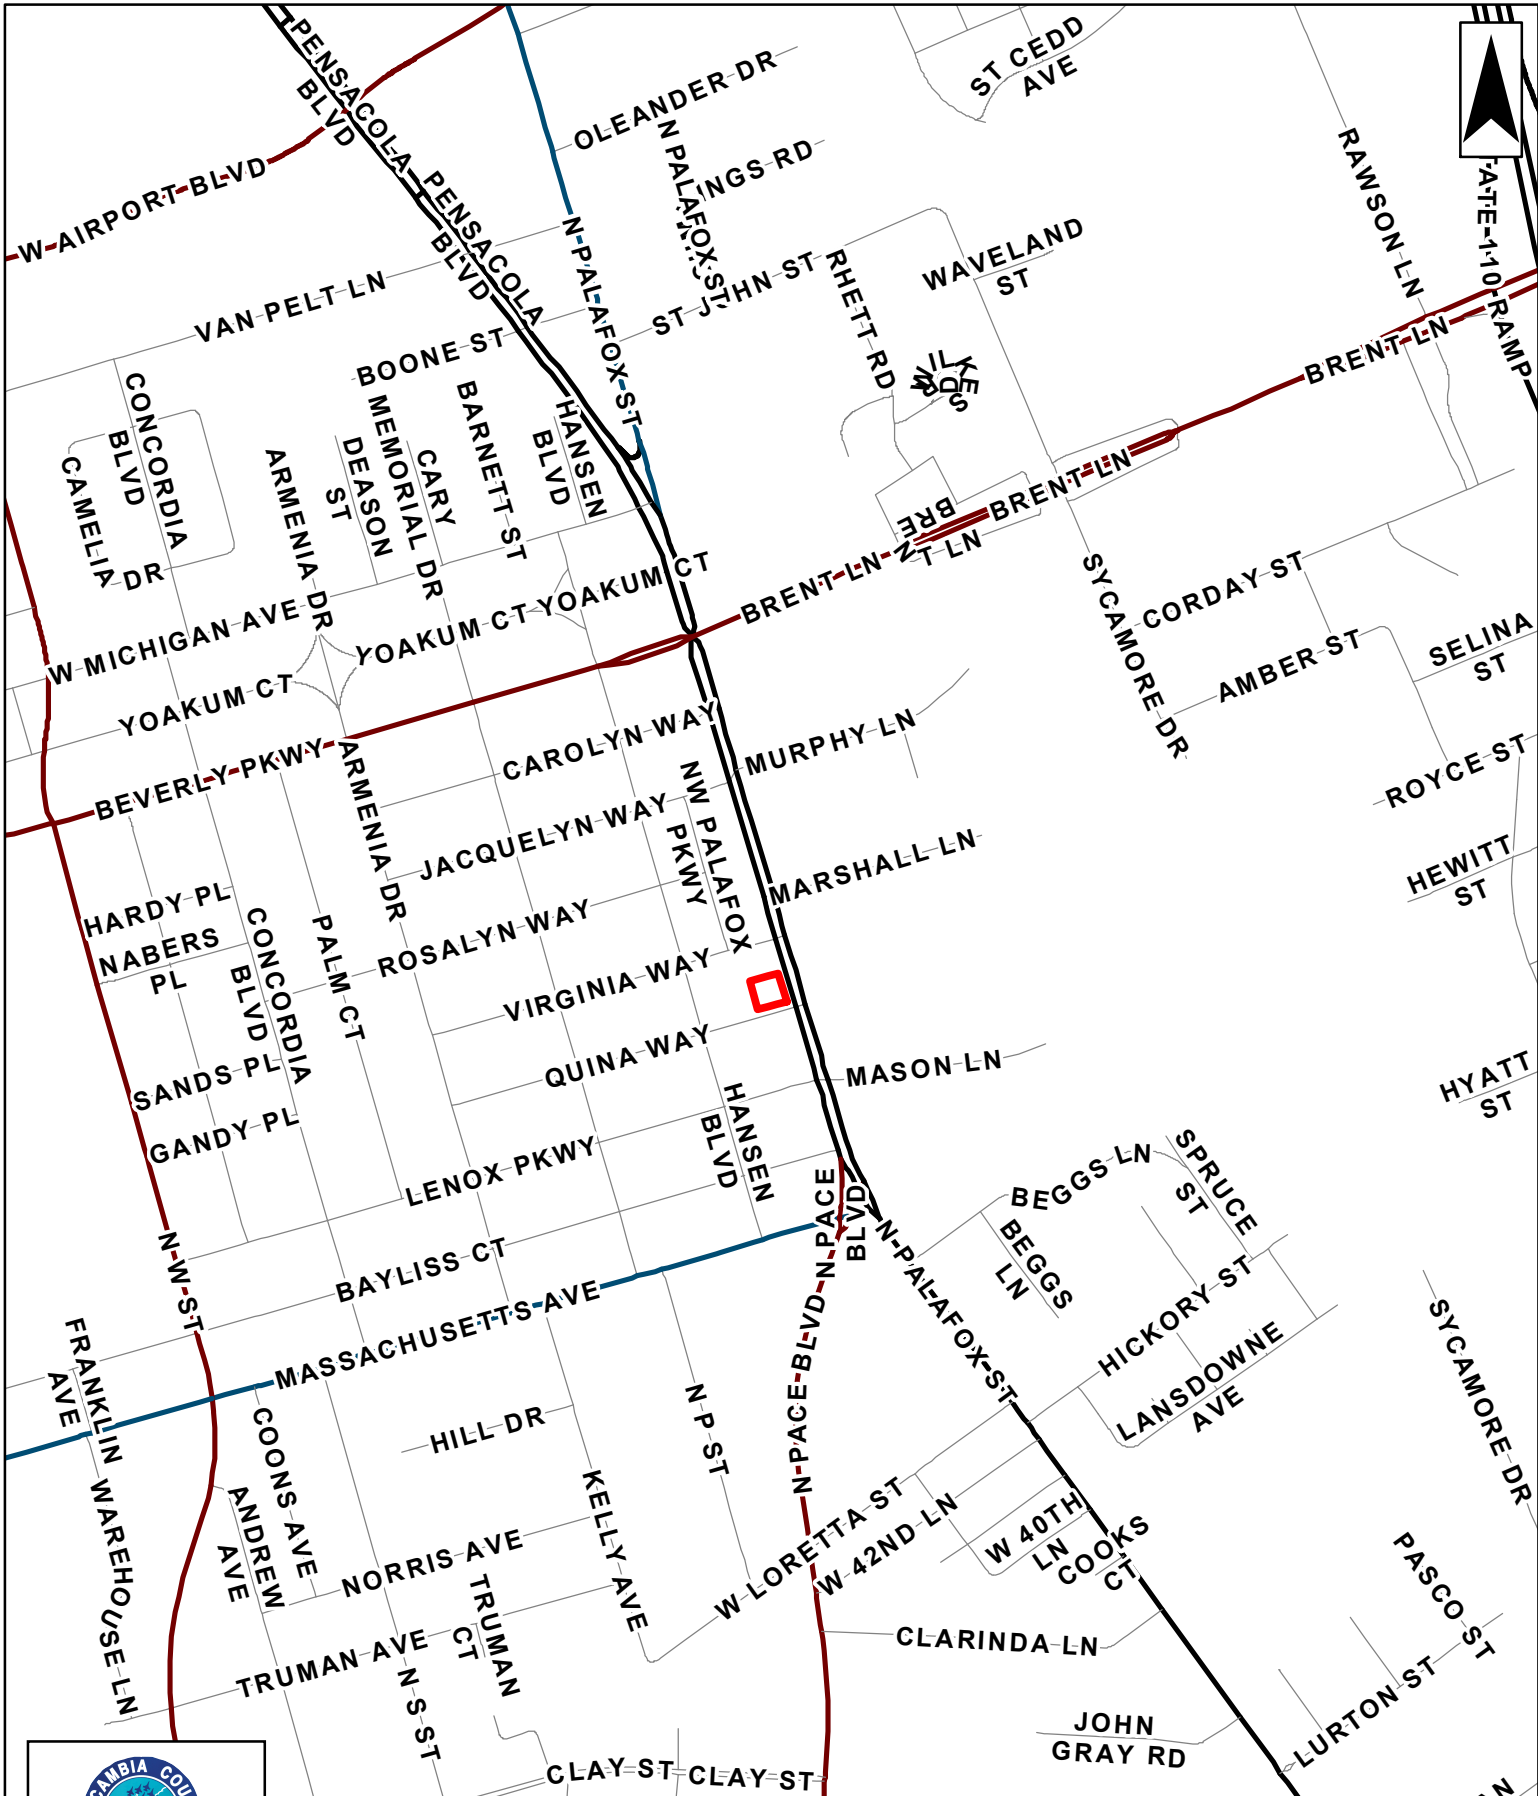 PENSACOLA
BLVD
ST CEDD
AVE
OLEANDER DR
N PALAFOX ST
INGS RD
RAWSON LN
W AIRPORT BLVD
PENSACOLA
BLVD
N PALAFOX ST
ST JOHN ST
RHETT RD
WAVELAND
ST
VAN PELT LN
BOONE ST
WILKES
DR
BRENT LN
RAMP
CONCORDIA
BLVD
CAMELIA
DR
ARMENIA DR
DEASON
ST
CARY
MEMORIAL DR
BARNETT ST
HANSEN
BLVD
BRENT LN
BRENT LN
BRENT LN
SYCAMORE DR
CORDAY ST
AMBER ST
SELINA
ST
W MICHIGAN AVE
YOAKUM CT
YOAKUM CT
YOAKUM CT
BEVERLY PKWY
ARMENIA DR
CAROLYN WAY
MURPHY LN
ROYCE ST
JACQUELYN WAY
NW PALAFOX
PKWY
MARSHALL LN
HEWITT
ST
HARDY PL
NABERS
PL
CONCORDIA
BLVD
PALM CT
ROSALYN WAY
VIRGINIA WAY
QUINA WAY
MASON LN
SANDS PL
GANDY PL
HYATT
ST
LENOX PKWY
HANSEN
BLVD
N PACE
BLVD
BEGGS LN
SPRUCE
ST
BEGGS
LN
N W ST
BAYLISS CT
MASSACHUSETTS AVE
N PALAFOX ST
HICKORY ST
LANSDOWNE
AVE
SYCAMORE DR
FRANKLIN
AVE
N PACE BLVD
COONS AVE
HILL DR
N P ST
WAREHOUSE LN
ANDREW
AVE
NORRIS AVE
KELLY AVE
W LORETTA ST
W 42ND LN
W 40TH
LN
COOKS
CT
PASCO ST
TRUMAN AVE
TRUMAN
CT
N S ST
CLARINDA LN
JOHN
GRAY RD
LURTON ST
CLAY ST
CLAY ST